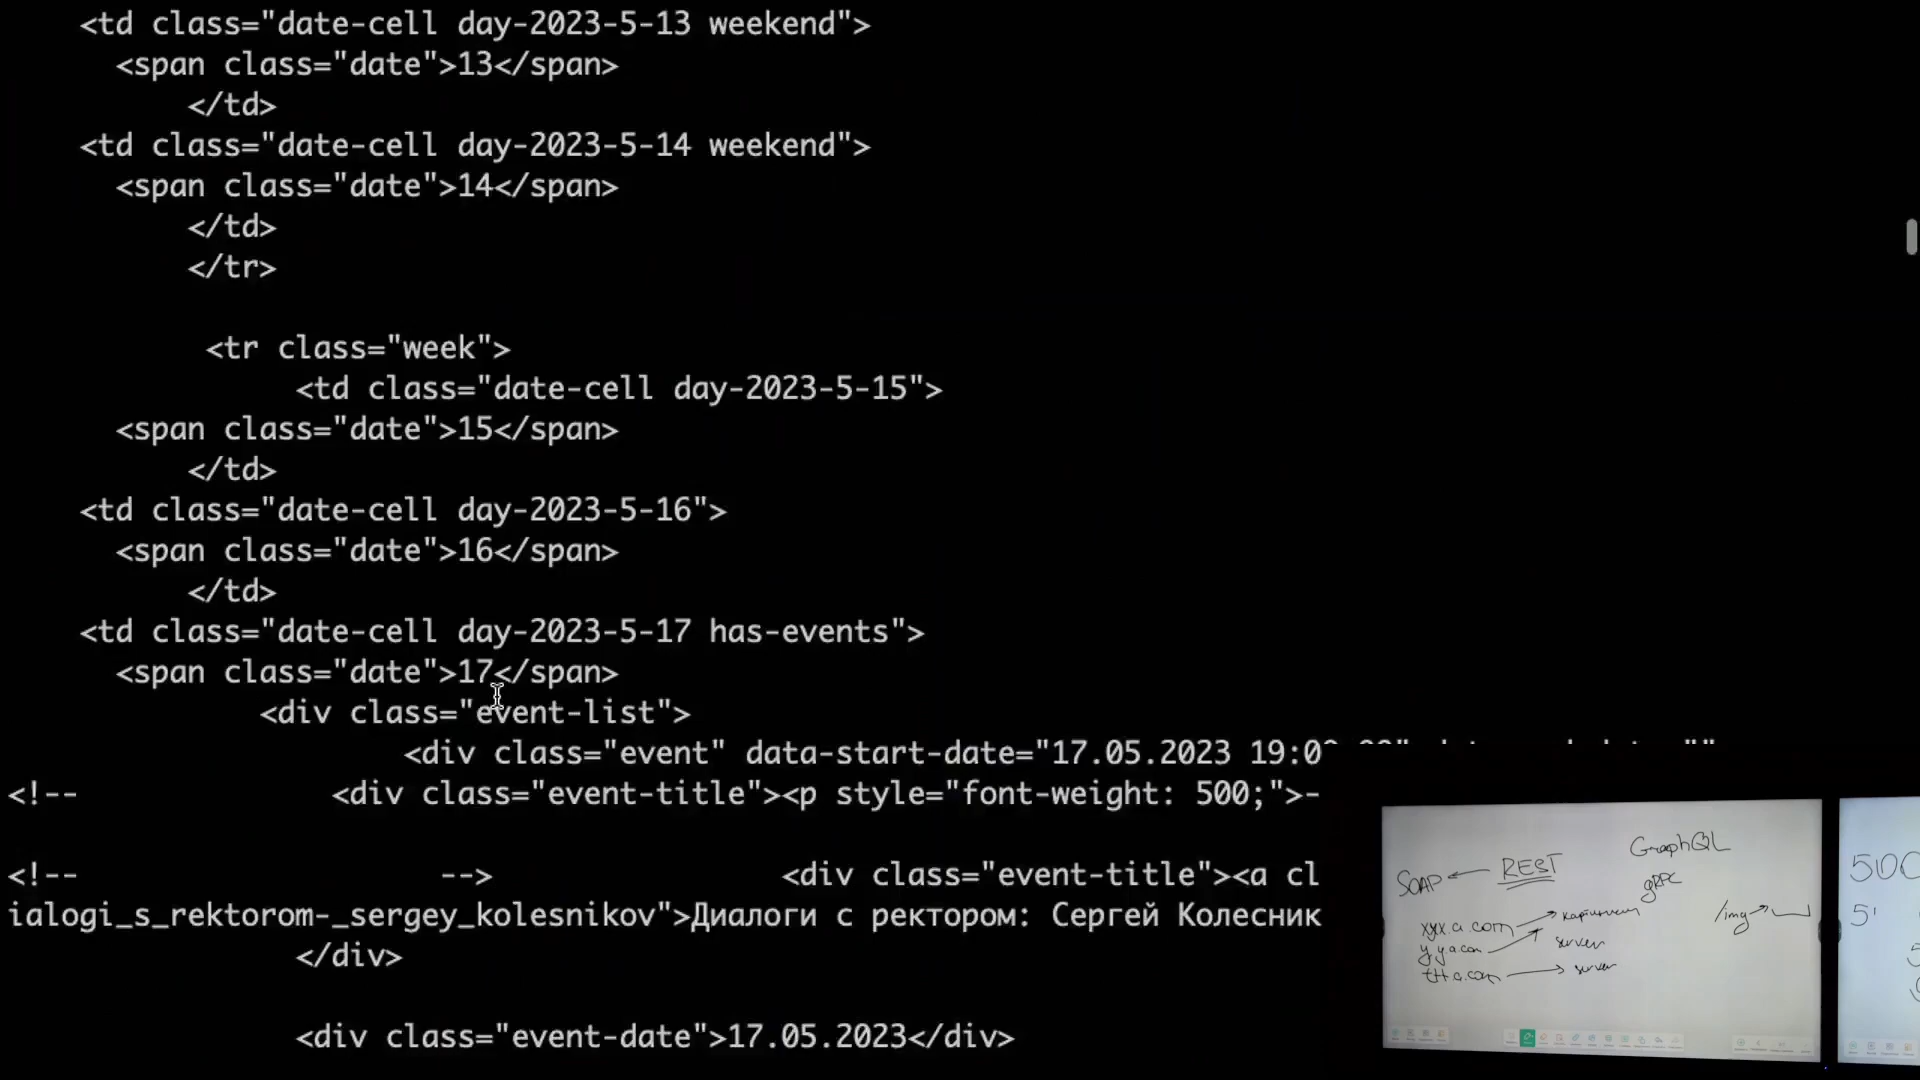 <td class="date-cell day-2023-5-13 weekend">
<span class="date">13</span>
</td>
<td class="date-cell day-2023-5-14 weekend">
<span class="date">14</span>
</td>
</tr>
<tr class="week">
<td class="date-cell day-2023-5-15">
<span class="date">15</span>
</td>
<td class="date-cell day-2023-5-16">
<span class="date">16</span>
</td>
<td class="date-cell day-2023-5-17 has-events">
<span class="date">17</span>
<div class="event-list">
<div class="event" data-start-date="17.05.2023 19:0
<!-- <div class="event-title"><p style="font-weight: 500;">-
<!-- --> <div class="event-title"><a cl
ialogi_s_rektorom-_sergey_kolesnikov">Диалоги с ректором: Сергей Колесник
</div>
<div class="event-date">17.05.2023</div>
GraphQL
SOAP REST
gRPC
server
server
/img
500